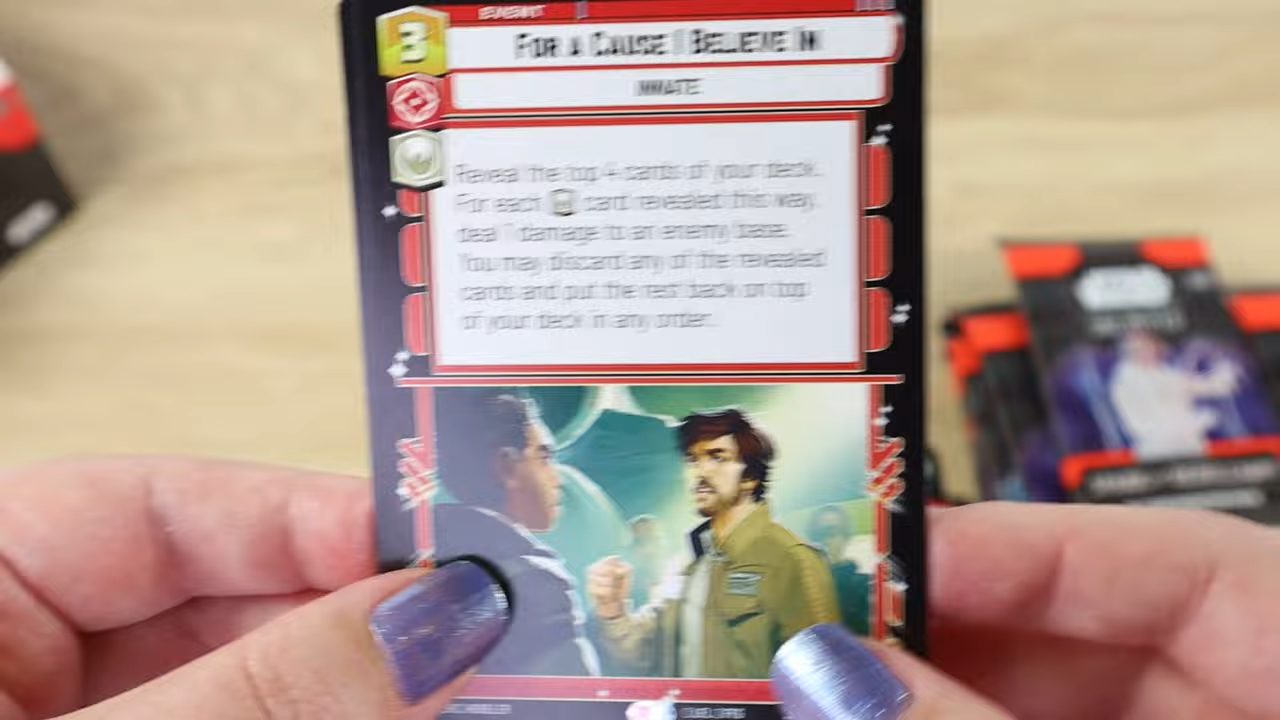 EVENT
3
FOR A CAUSE I BELIEVE IN
INNATE
Reveal the top 4 cards of your deck.
For each card revealed this way,
deal 1 damage to an enemy base.
You may discard any of the revealed
cards and put the rest back on top
of your deck in any order.